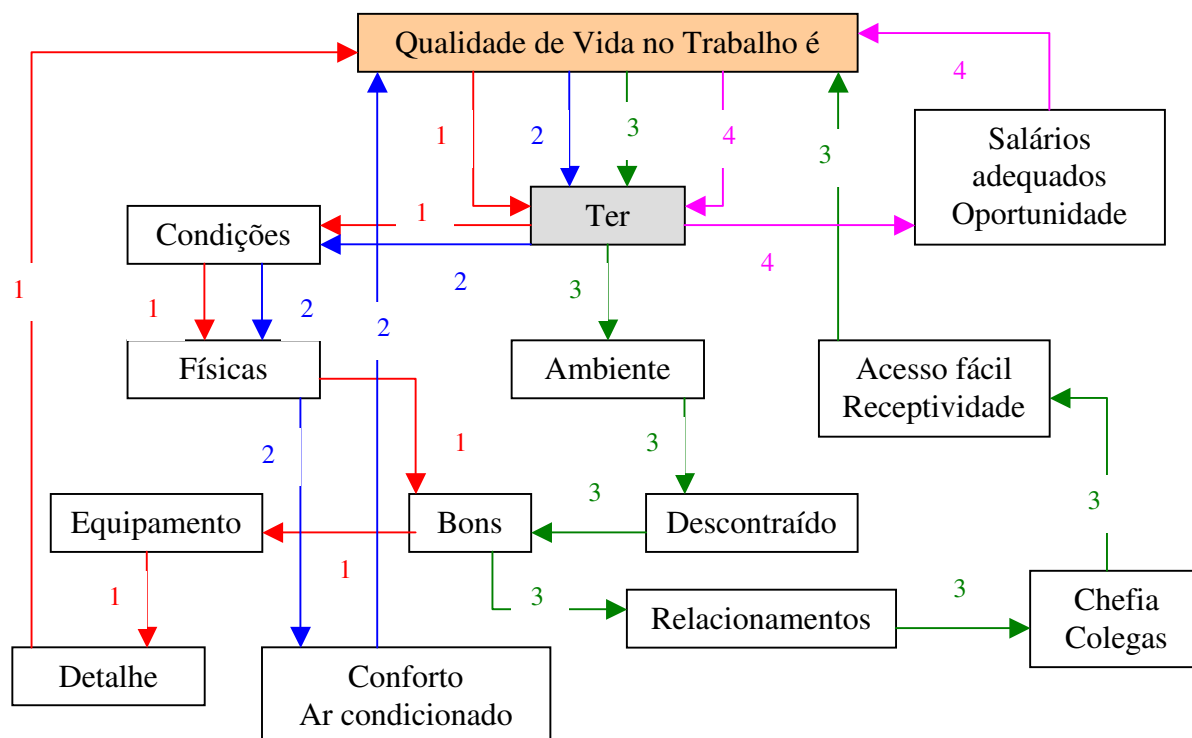 Qualidade de Vida no Trabalho é
4
1
2
3
4
3
Salários
adequados
Oportunidade
Ter
1
Condições
2
3
4
1
1
2
2
Físicas
Ambiente
Acesso fácil
Receptividade
2
1
3
3
3
Equipamento
Bons
Descontraído
1
1
3
3
Relacionamentos
Chefia
Colegas
Detalhe
Conforto
Ar condicionado